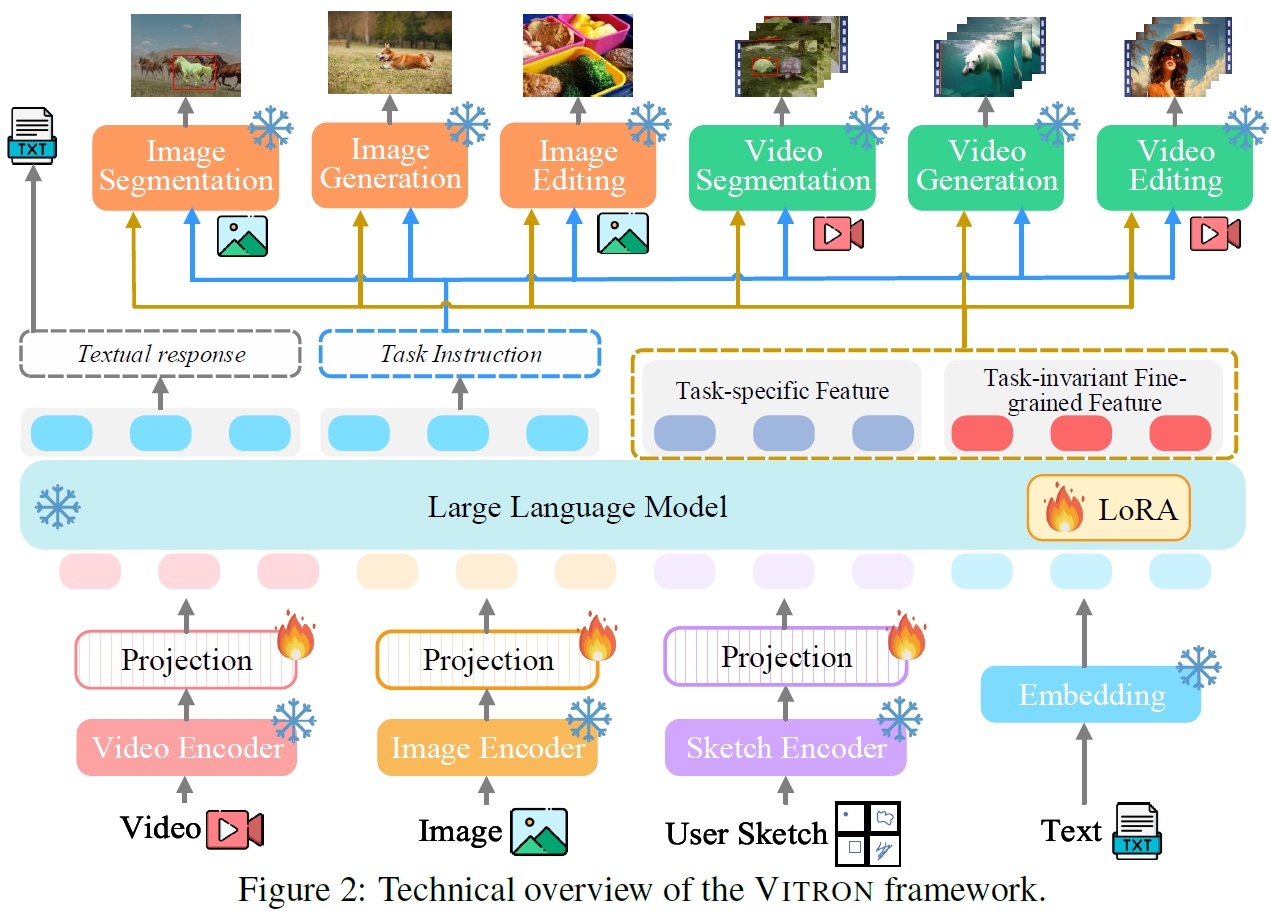 TXT
Image
Segmentation
Image
Generation
Image
Editing
Video
Segmentation
Video
Generation
Video
Editing
Textual response
Task Instruction
Task-specific Feature
Task-invariant Fine-
grained Feature
Large Language Model
LoRA
Projection
Projection
Projection
Embedding
Video Encoder
Image Encoder
Sketch Encoder
Video
Image
User Sketch
Text
TXT
Figure 2: Technical overview of the VITRON framework.